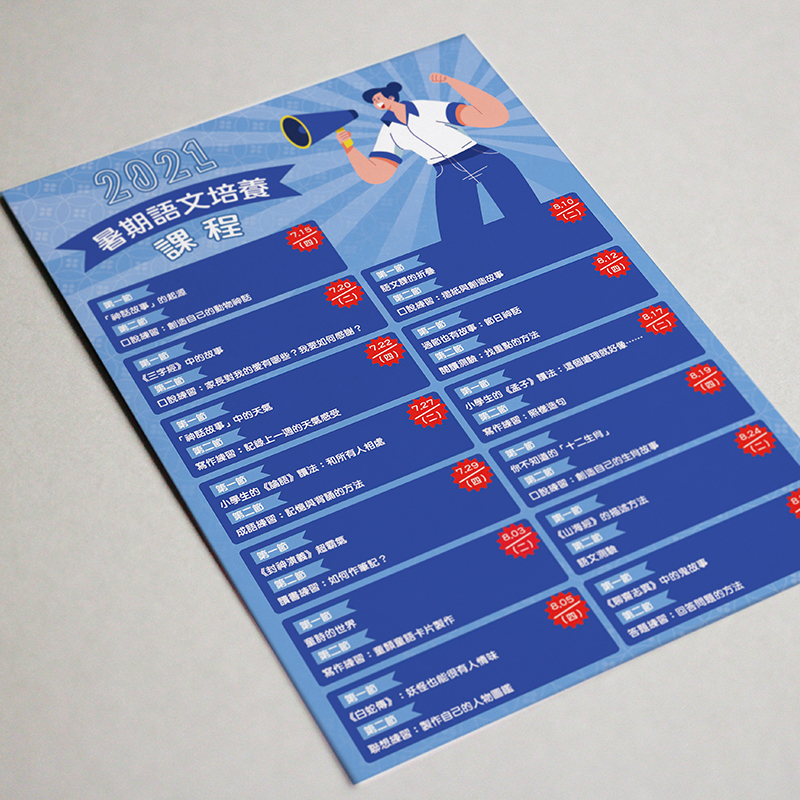 2021
暑期語文培養
課程
7.15
(四)
第一節
「神話故事」的起源
第二節
口說練習：創造自己的動物神話
7.20
(二)
第一節
《三字經》中的故事
第二節
口說練習：家長對我的愛有哪些？我要如何感謝？
7.22
(四)
第一節
「神話故事」中的天氣
第二節
寫作練習：記錄上一週的天氣感受
7.27
(二)
第一節
小學生的《論語》讀法：和所有人相處
第二節
成語練習：記憶與背誦的方法
7.29
(四)
第一節
《封神演義》超霸氣
第二節
讀書練習：如何作筆記？
8.03
(二)
第一節
童詩的世界
第二節
寫作練習：童顏童語卡片製作
8.05
(四)
第一節
《白蛇傳》：妖怪也能很有人情味
第二節
聯想練習：製作自己的人物圖鑑
8.10
(二)
第一節
語文課的折疊
第二節
口說練習：摺紙與創造故事
8.12
(四)
第一節
過節也有故事：節日神話
第二節
閱讀測驗：找重點的方法
8.17
(二)
第一節
小學生的《孟子》讀法：這個道理就好像⋯⋯
第二節
寫作練習：照樣造句
8.19
(四)
第一節
你不知道的「十二生肖」
第二節
口說練習：創造自己的生肖故事
8.24
(二)
第一節
《山海經》的描述方法
第二節
語文測驗
第一節
《聊齋志異》中的鬼故事
第二節
答題練習：回答問題的方法